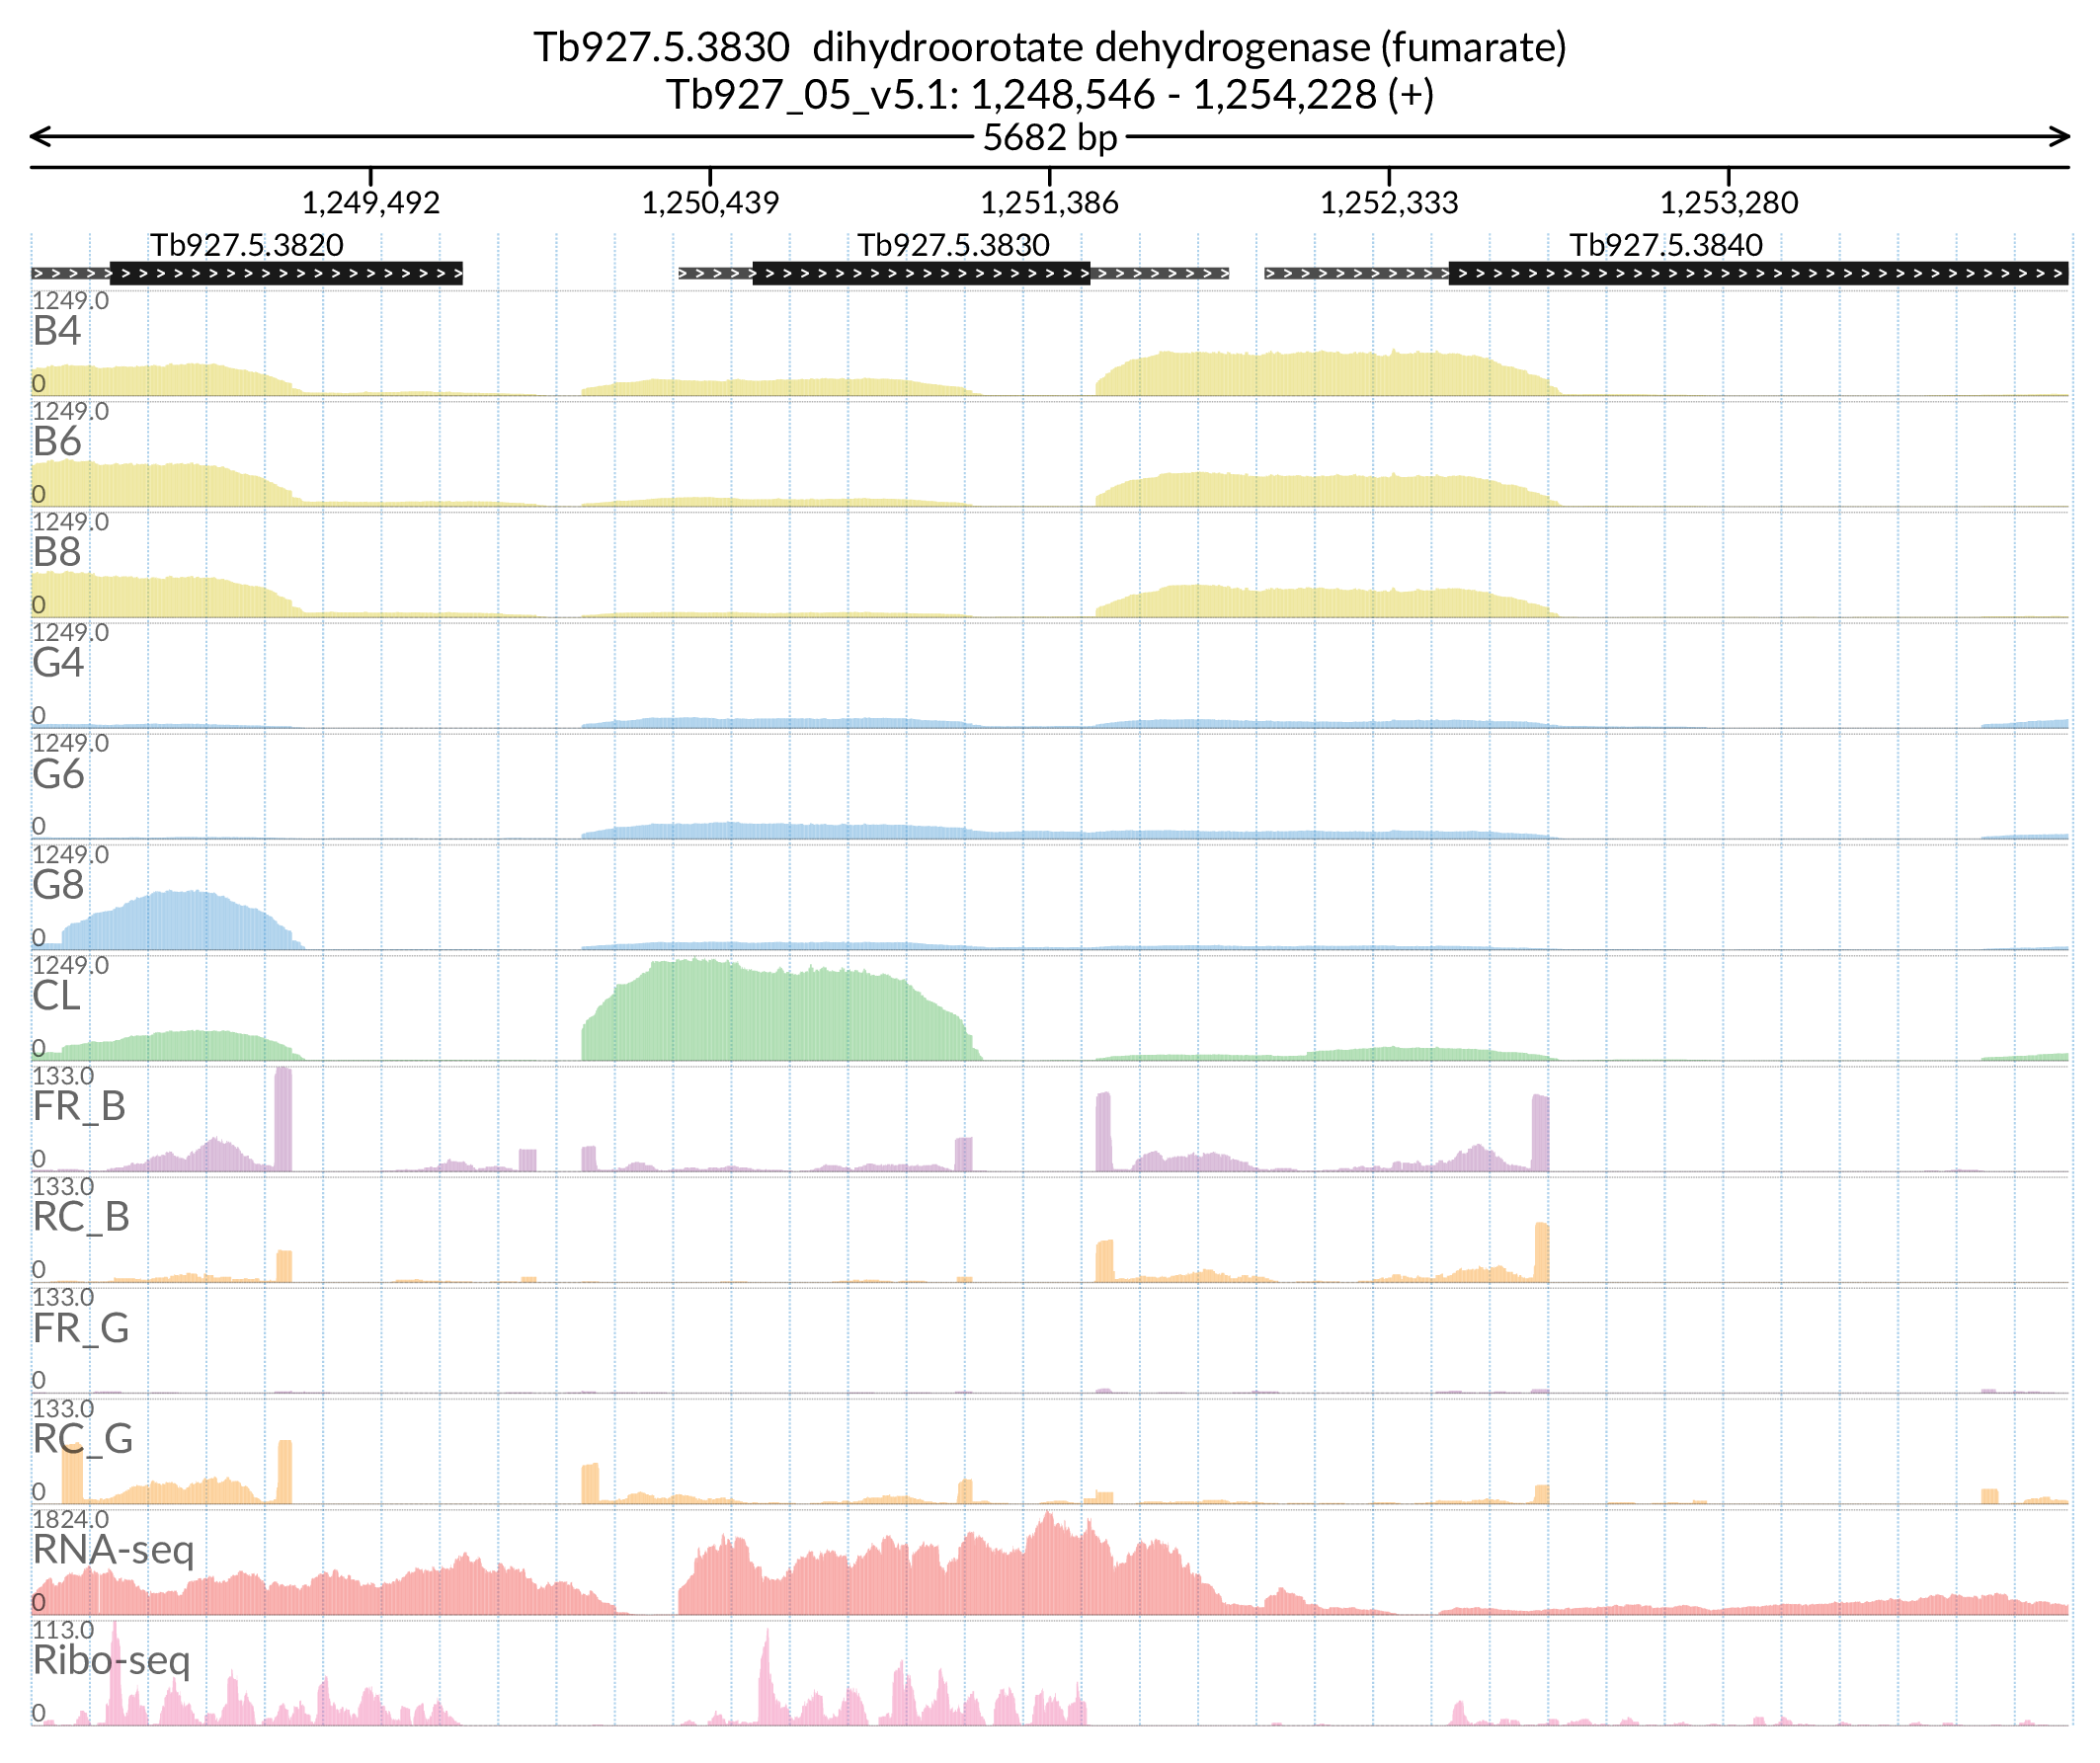 Tb927.5.3830 dihydroorotate dehydrogenase (fumarate)
Tb927_05_v5.1: 1,248,546 - 1,254,228 (+)
5682 bp
1,249,492 1,250,439 1,251,386 1,252,333 1,253,280
Tb927.5.3820 Tb927.5.3830 Tb927.5.3840
1249.0
B4
0
1249.0
B6
0
1249.0
B8
0
1249.0
G4
0
1249.0
G6
0
1249.0
G8
0
1249.0
CL
0
133.0
FR_B
0
133.0
RC_B
0
133.0
FR_G
0
133.0
RC_G
0
1824.0
RNA-seq
0
113.0
Ribo-seq
0